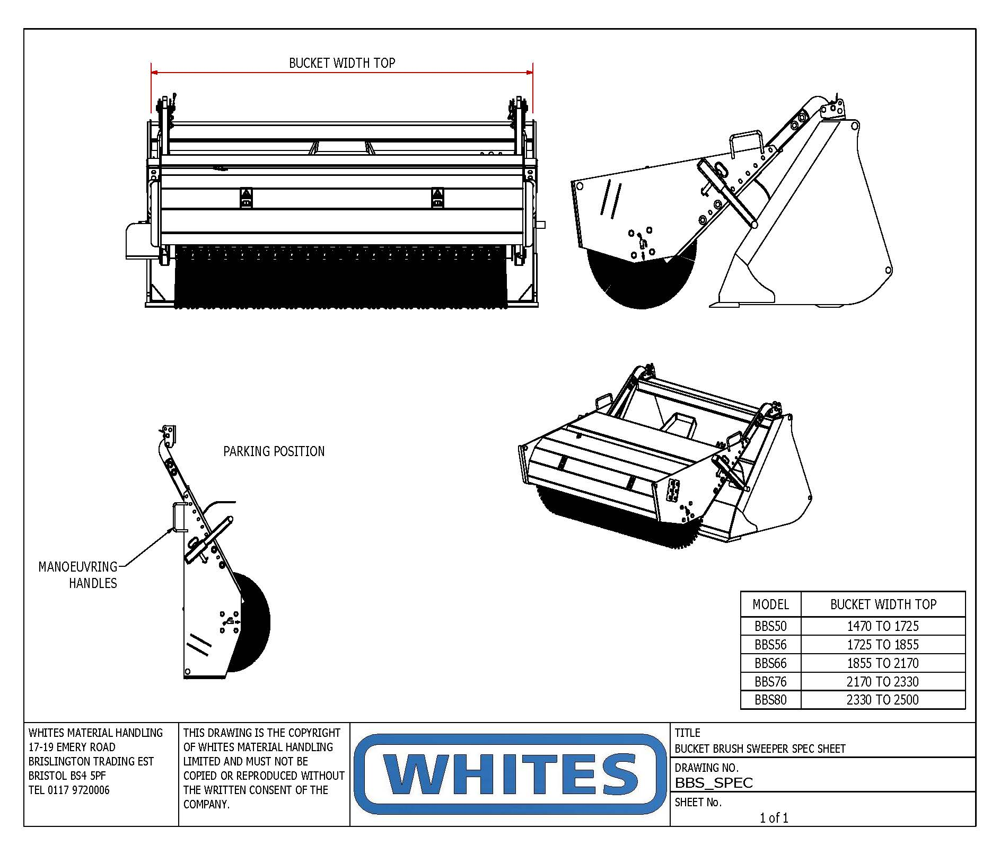 BUCKET WIDTH TOP
PARKING POSITION
MANOEUVRING
HANDLES
MODEL BUCKET WIDTH TOP
BBS50 1470 TO 1725
BBS56 1725 TO 1855
BBS66 1855 TO 2170
BBS76 2170 TO 2330
BBS80 2330 TO 2500
WHITES MATERIAL HANDLING
17-19 EMERY ROAD
BRISLINGTON TRADING EST
BRISTOL BS4 5PF
TEL 0117 9720006
THIS DRAWING IS THE COPYRIGHT
OF WHITES MATERIAL HANDLING
LIMITED AND MUST NOT BE
COPIED OR REPRODUCED WITHOUT
THE WRITTEN CONSENT OF THE
COMPANY.
WHITES
TITLE
BUCKET BRUSH SWEEPER SPEC SHEET
DRAWING NO.
BBS_SPEC
SHEET No.
1 of 1